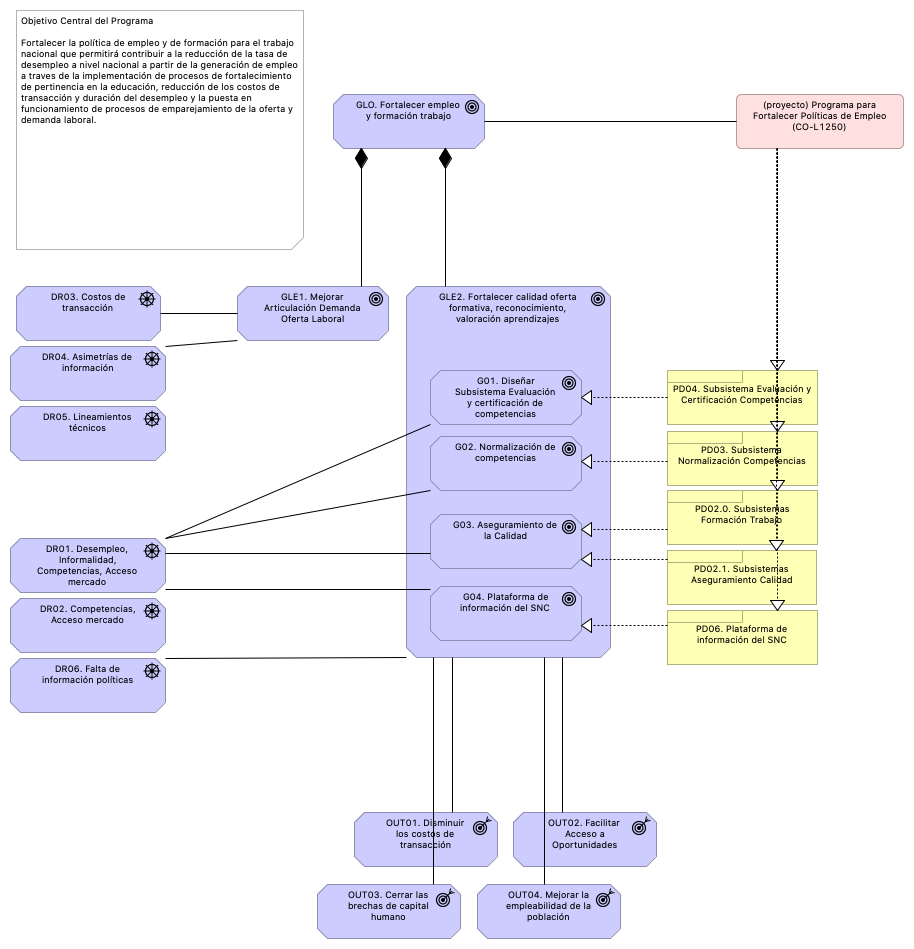 Objetivo Central del Programa
Fortalecer la política de empleo y de formación para el trabajo
nacional que permitirá contribuir a la reducción de la tasa de
desempleo a nivel nacional a partir de la generación de empleo
a traves de la implementación de procesos de fortalecimiento
de pertinencia en la educación, reducción de los costos de
transacción y duración del desempleo y la puesta en
funcionamiento de procesos de emparejamiento de la oferta y
demanda laboral.
GLO. Fortalecer empleo
y formación trabajo
(proyecto) Programa para
Fortalecer Políticas de Empleo
(CO-L1250)
DR03. Costos de
transacción
GLE1. Mejorar
Articulación Demanda
Oferta Laboral
GLE2. Fortalecer calidad oferta
formativa, reconocimiento,
valoración aprendizajes
DR04. Asimetrías de
información
DR05. Lineamientos
técnicos
G01. Diseñar
Subsistema Evaluación
y certificación de
competencias
PD04. Subsistema Evaluación y
Certificación Competencias
G02. Normalización de
competencias
PD03. Subsistema
Normalización Competencias
G03. Aseguramiento de
la Calidad
PD02.0. Subsistemas
Formación Trabajo
DR01. Desempleo,
Informalidad,
Competencias, Acceso
mercado
PD02.1. Subsistemas
Aseguramiento Calidad
G04. Plataforma de
información del SNC
DR02. Competencias,
Acceso mercado
PD06. Plataforma de
información del SNC
DR06. Falta de
información políticas
OUT01. Disminuir
los costos de
transacción
OUT02. Facilitar
Acceso a
Oportunidades
OUT03. Cerrar las
brechas de capital
humano
OUT04. Mejorar la
empleabilidad de la
población